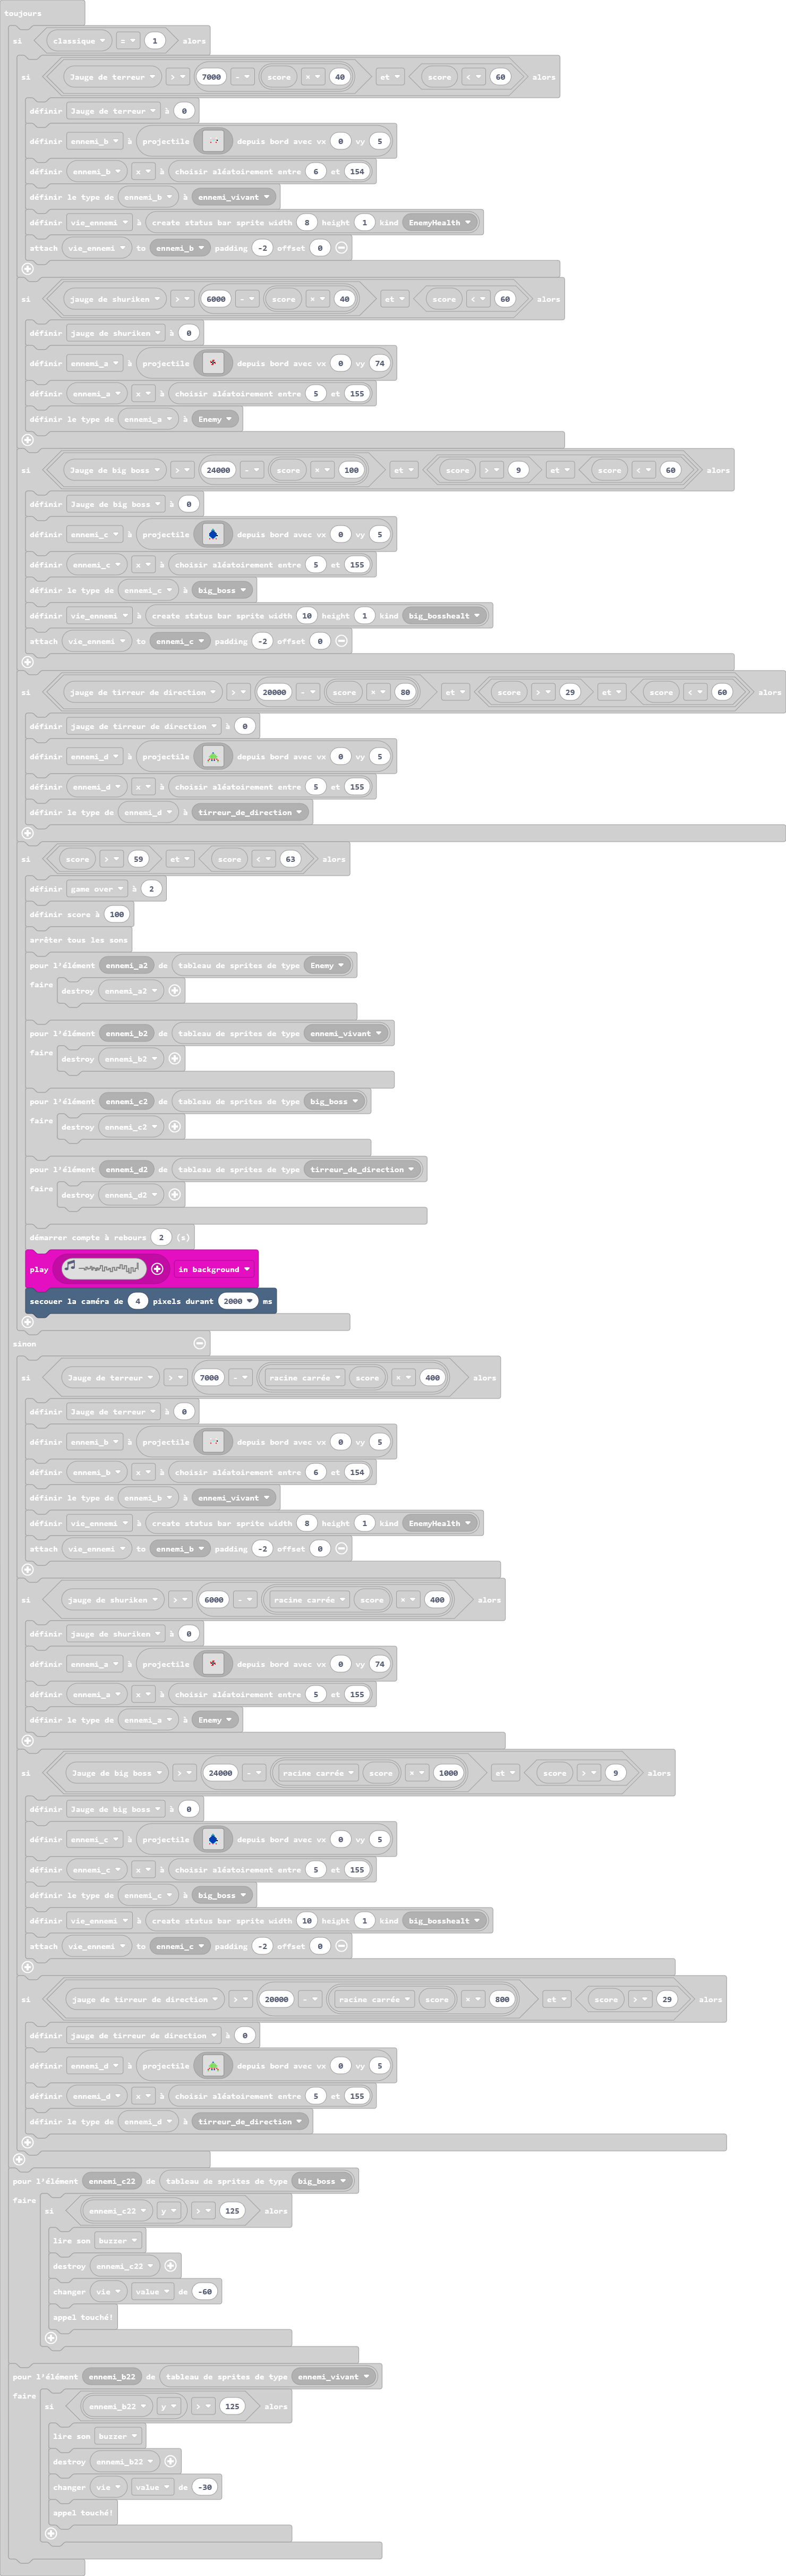 toujours
si classique = 1 alors
si Jauge de terreur > 7000 - score × 40 et score < 60 alors
définir Jauge de terreur à 0
définir ennemi_b à projectile depuis bord avec vx 0 vy 5
définir ennemi_b x à choisir aléatoirement entre 6 et 154
définir le type de ennemi_b à ennemi_vivant
définir vie_ennemi à create status bar sprite width 8 height 1 kind EnemyHealth
attach vie_ennemi to ennemi_b padding -2 offset 0
si jauge de shuriken > 6000 - score × 40 et score < 60 alors
définir jauge de shuriken à 0
définir ennemi_a à projectile depuis bord avec vx 0 vy 74
définir ennemi_a x à choisir aléatoirement entre 5 et 155
définir le type de ennemi_a à Enemy
si Jauge de big boss > 24000 - score × 100 et score > 9 et score < 60 alors
définir Jauge de big boss à 0
définir ennemi_c à projectile depuis bord avec vx 0 vy 5
définir ennemi_c x à choisir aléatoirement entre 5 et 155
définir le type de ennemi_c à big_boss
définir vie_ennemi à create status bar sprite width 10 height 1 kind big_bosshealt
attach vie_ennemi to ennemi_c padding -2 offset 0
si jauge de tirreur de direction > 20000 - score × 80 et score > 29 et score < 60 alors
définir jauge de tirreur de direction à 0
définir ennemi_d à projectile depuis bord avec vx 0 vy 5
définir ennemi_d x à choisir aléatoirement entre 5 et 155
définir le type de ennemi_d à tirreur_de_direction
si score > 59 et score < 63 alors
définir game over à 2
définir score à 100
arrêter tous les sons
pour l'élément ennemi_a2 de tableau de sprites de type Enemy
faire destroy ennemi_a2
pour l'élément ennemi_b2 de tableau de sprites de type ennemi_vivant
faire destroy ennemi_b2
pour l'élément ennemi_c2 de tableau de sprites de type big_boss
faire destroy ennemi_c2
pour l'élément ennemi_d2 de tableau de sprites de type tirreur_de_direction
faire destroy ennemi_d2
démarrer compte à rebours 2 (s)
play in background
secouer la caméra de 4 pixels durant 2000 ms
sinon
si Jauge de terreur > 7000 - racine carrée score × 400 alors
définir Jauge de terreur à 0
définir ennemi_b à projectile depuis bord avec vx 0 vy 5
définir ennemi_b x à choisir aléatoirement entre 6 et 154
définir le type de ennemi_b à ennemi_vivant
définir vie_ennemi à create status bar sprite width 8 height 1 kind EnemyHealth
attach vie_ennemi to ennemi_b padding -2 offset 0
si jauge de shuriken > 6000 - racine carrée score × 400 alors
définir jauge de shuriken à 0
définir ennemi_a à projectile depuis bord avec vx 0 vy 74
définir ennemi_a x à choisir aléatoirement entre 5 et 155
définir le type de ennemi_a à Enemy
si Jauge de big boss > 24000 - racine carrée score × 1000 et score > 9 alors
définir Jauge de big boss à 0
définir ennemi_c à projectile depuis bord avec vx 0 vy 5
définir ennemi_c x à choisir aléatoirement entre 5 et 155
définir le type de ennemi_c à big_boss
définir vie_ennemi à create status bar sprite width 10 height 1 kind big_bosshealt
attach vie_ennemi to ennemi_c padding -2 offset 0
si jauge de tirreur de direction > 20000 - racine carrée score × 800 et score > 29 alors
définir jauge de tirreur de direction à 0
définir ennemi_d à projectile depuis bord avec vx 0 vy 5
définir ennemi_d x à choisir aléatoirement entre 5 et 155
définir le type de ennemi_d à tirreur_de_direction
pour l'élément ennemi_c22 de tableau de sprites de type big_boss
faire si ennemi_c22 y > 125 alors
lire son buzzer
destroy ennemi_c22
changer vie value de -60
appel touché!
pour l'élément ennemi_b22 de tableau de sprites de type ennemi_vivant
faire si ennemi_b22 y > 125 alors
lire son buzzer
destroy ennemi_b22
changer vie value de -30
appel touché!